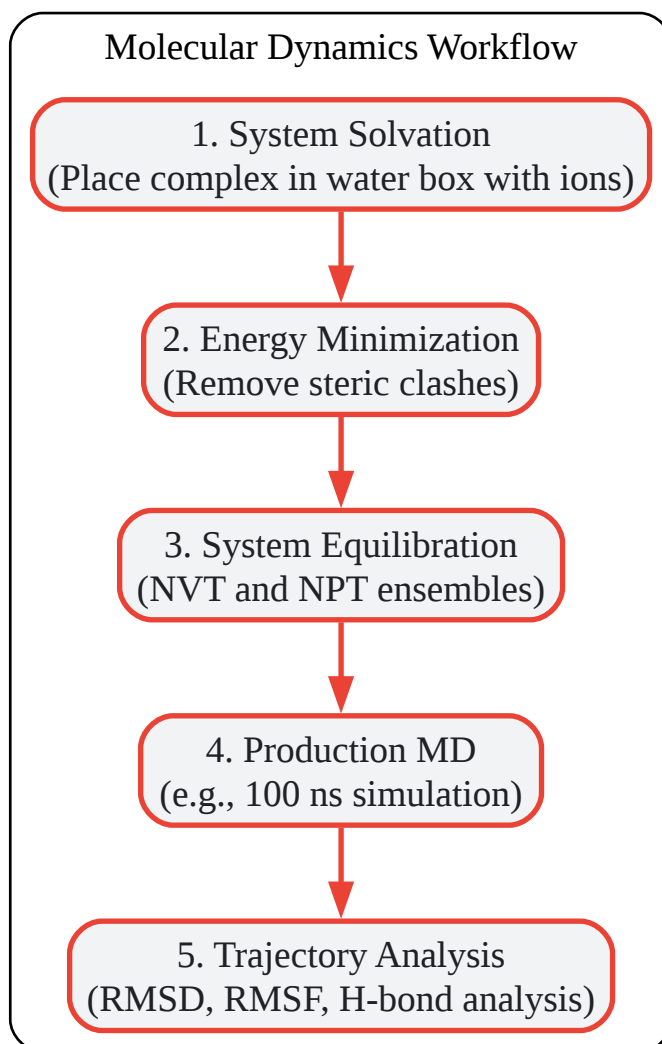 Molecular Dynamics Workflow
1. System Solvation
(Place complex in water box with ions)
2. Energy Minimization
(Remove steric clashes)
3. System Equilibration
(NVT and NPT ensembles)
4. Production MD
(e.g., 100 ns simulation)
5. Trajectory Analysis
(RMSD, RMSF, H-bond analysis)